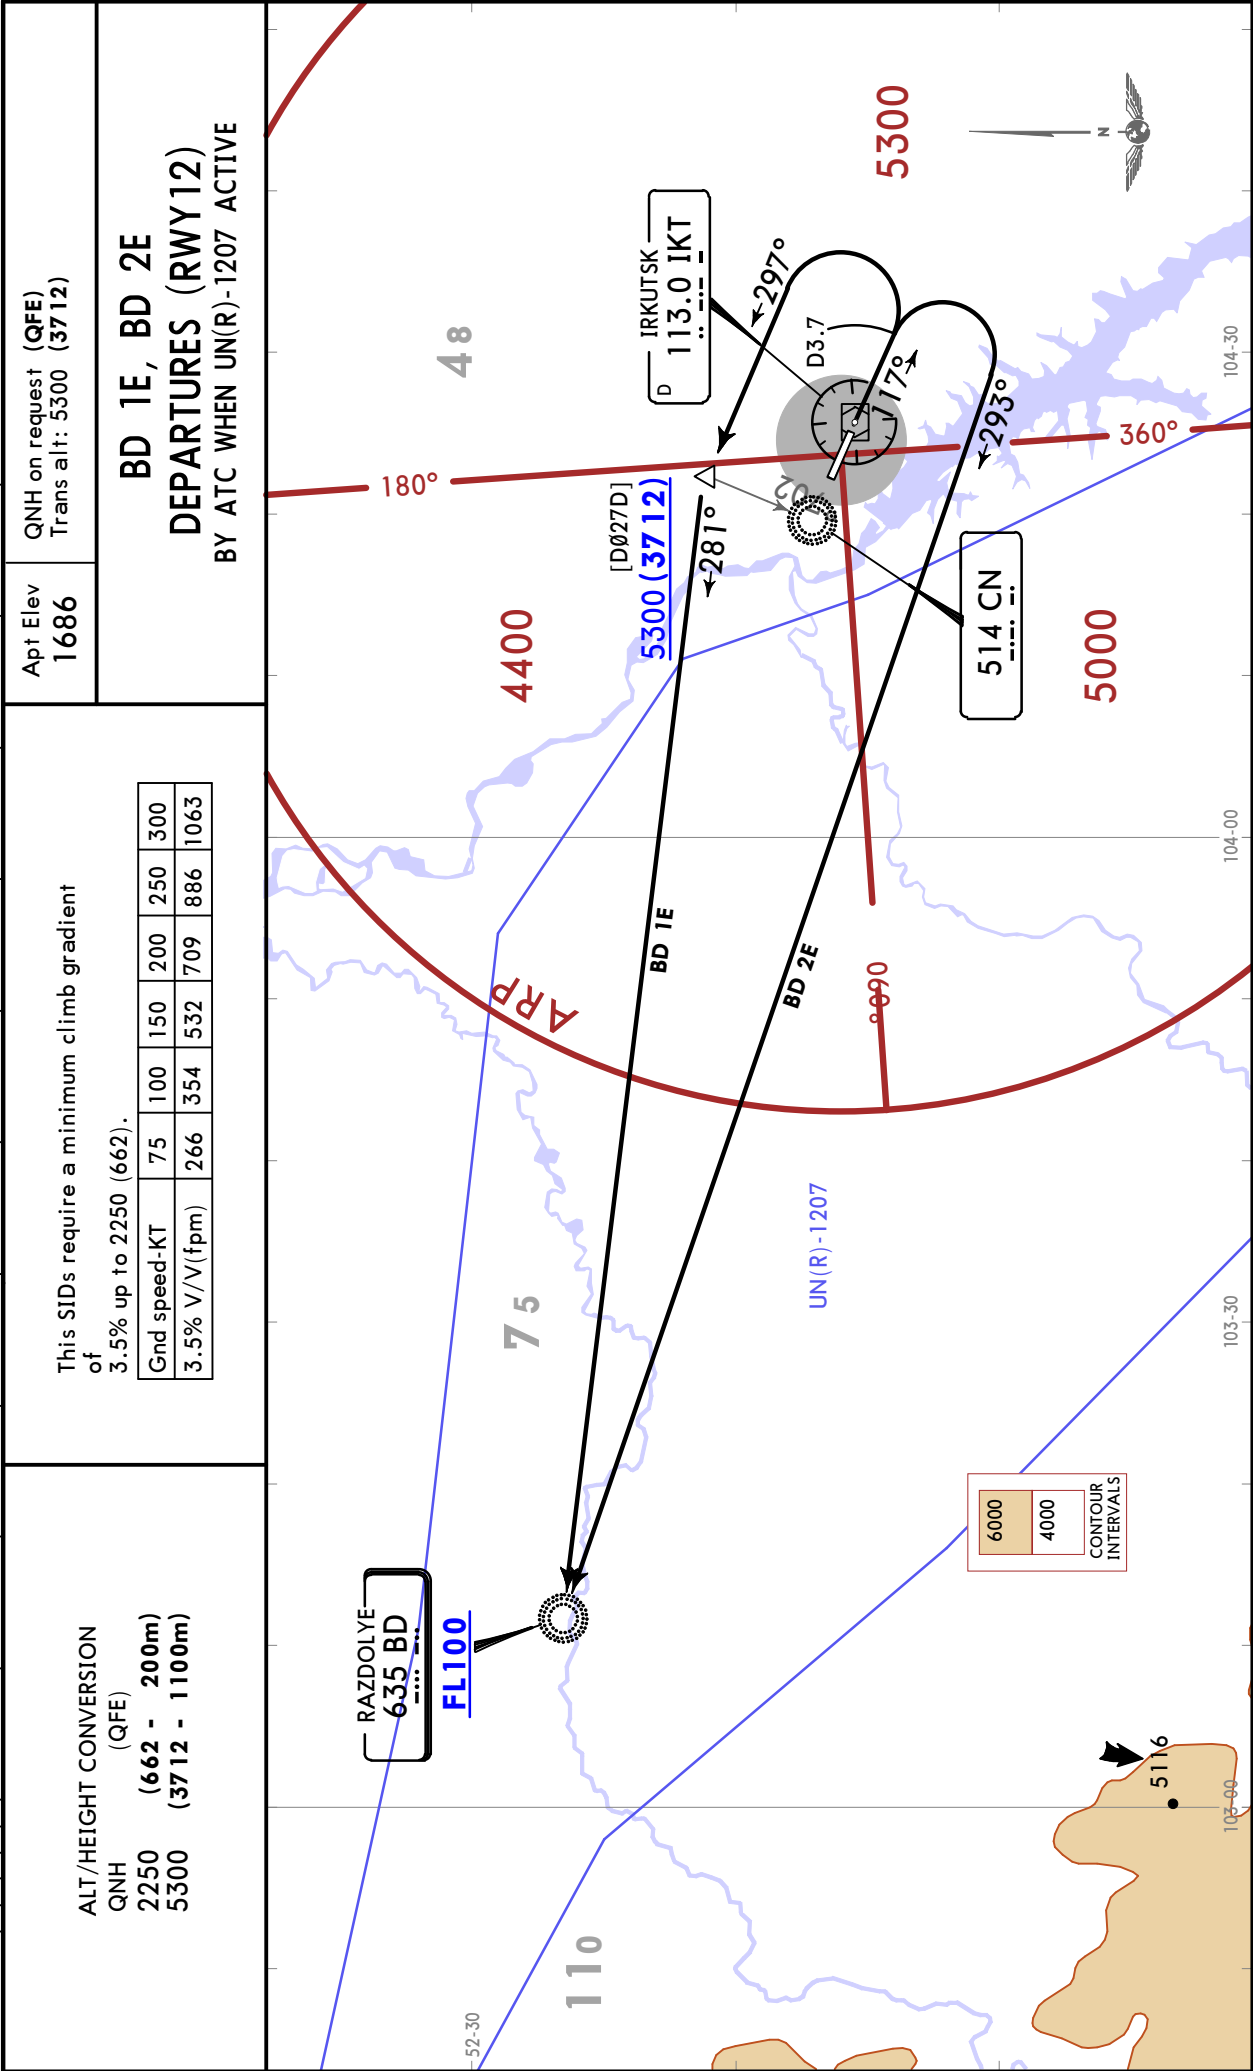 Apt Elev
1686
QNH on request (QFE)
Trans alt: 5300 (3712)
BD 1E, BD 2E
DEPARTURES (RWY12)
BY ATC WHEN UN(R)-1207 ACTIVE
This SIDs require a minimum climb gradient
of
3.5% up to 2250 (662).
Gnd speed-KT 75 100 150 200 250 300
3.5% V/V(fpm) 266 354 532 709 886 1063
ALT/HEIGHT CONVERSION
QNH (QFE)
2250 (662 - 200m)
5300 (3712 - 1100m)
RAZDOLYE
635 BD
FL100
52-30
110
75
48
4400
5300
5000
180°
360°
090°
ARP
[DØ27D]
5300 (3712)
281°
297°
IRKUTSK
D 113.0 IKT
D3.7
117°
293°
202
514 CN
BD 1E
BD 2E
UN(R)-1207
6000
4000
CONTOUR
INTERVALS
5116
103-00
103-30
104-00
104-30
N